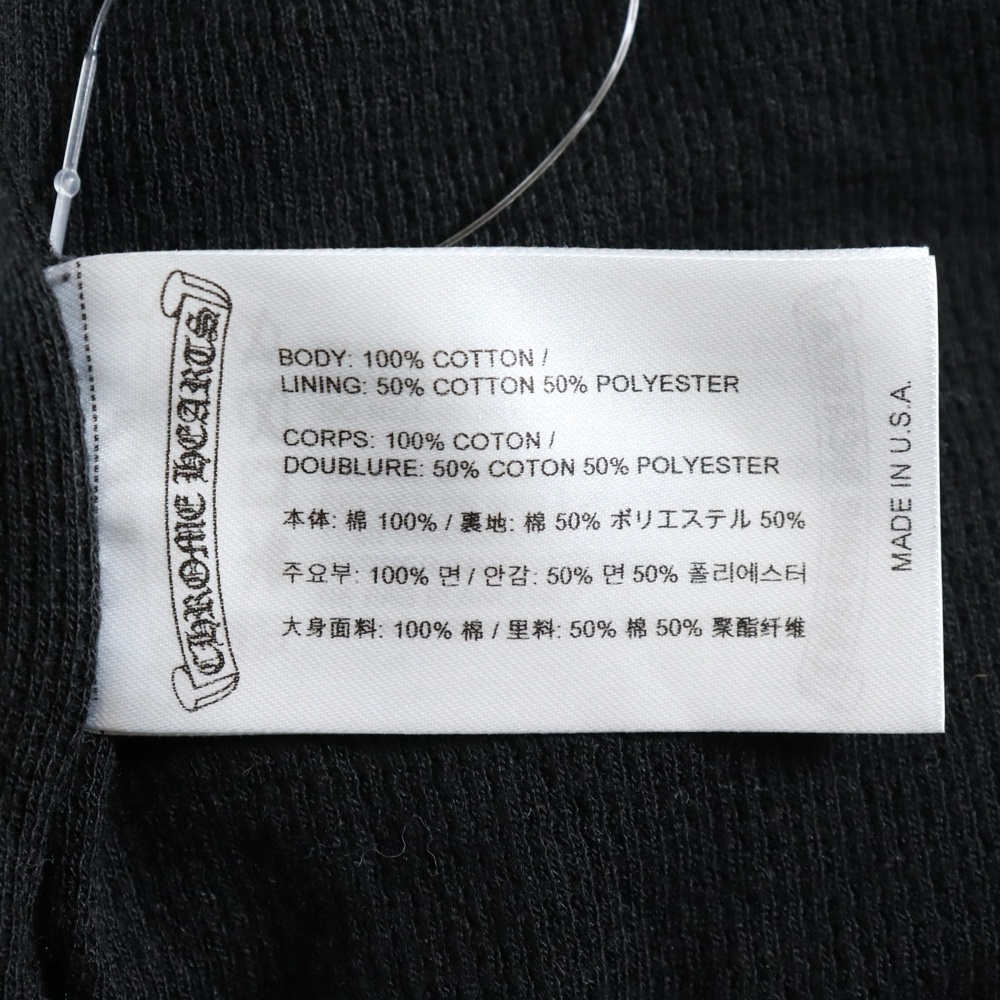 CHROME HEARTS
BODY: 100% COTTON /
LINING: 50% COTTON 50% POLYESTER
CORPS: 100% COTON /
DOUBLURE: 50% COTON 50% POLYESTER
本体: 棉 100% / 裏地: 棉 50% ポリエステル 50%
주요부: 100% 면 / 안감: 50% 면 50% 폴리에스터
大身面料: 100% 棉 / 里料: 50% 棉 50% 聚酯纤维
MADE IN U.S.A.